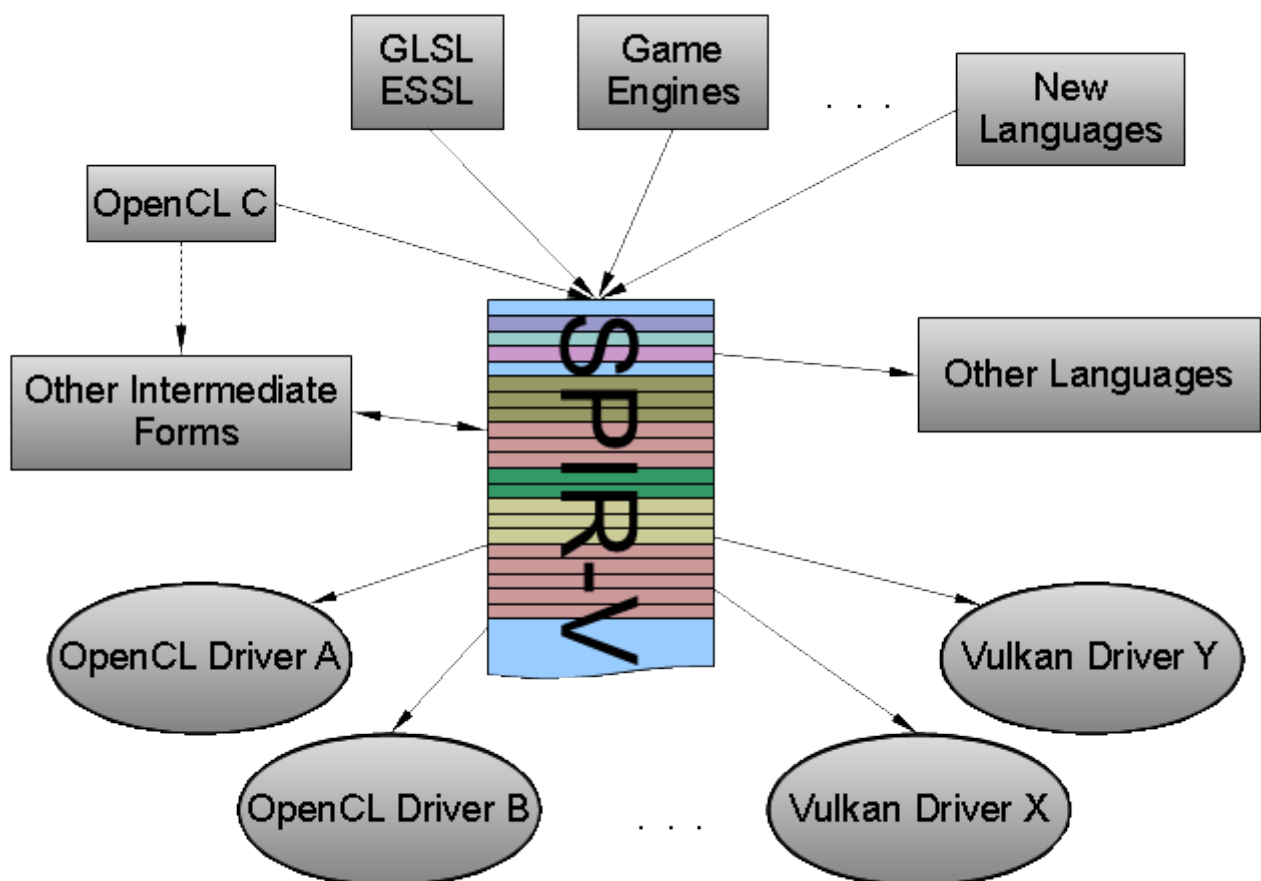 GLSL
ESSL
Game
Engines
. . .
New
Languages
OpenCL C
SPIR-V
Other Intermediate
Forms
Other Languages
OpenCL Driver A
Vulkan Driver Y
OpenCL Driver B
. . .
Vulkan Driver X